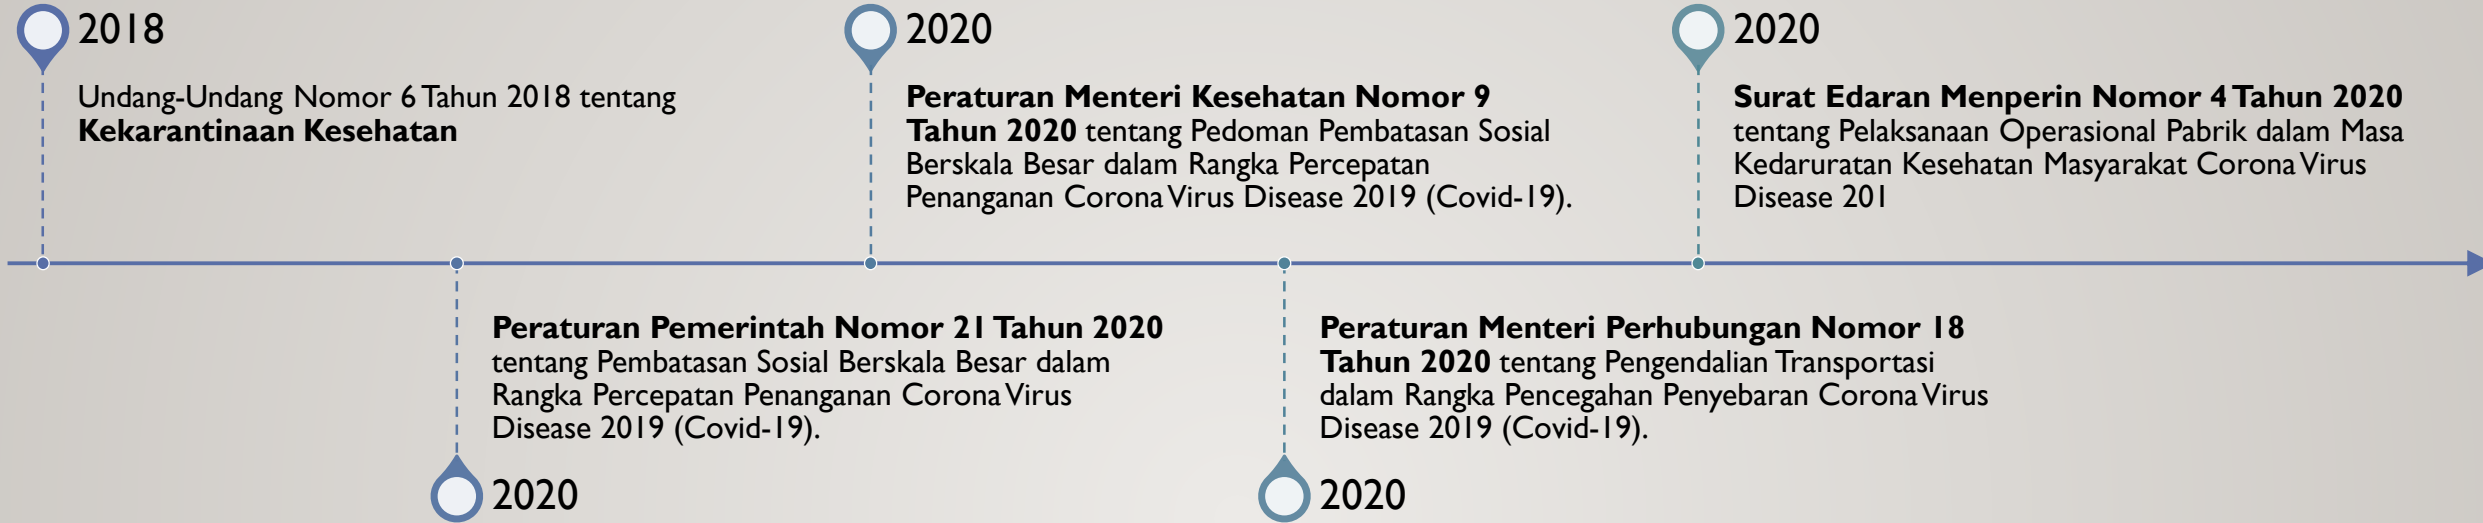 2018
Undang-Undang Nomor 6 Tahun 2018 tentang
Kekarantinaan Kesehatan
Peraturan Pemerintah Nomor 21 Tahun 2020
tentang Pembatasan Sosial Berskala Besar dalam
Rangka Percepatan Penanganan Corona Virus
Disease 2019 (Covid-19).
2020
2020
Peraturan Menteri Kesehatan Nomor 9
Tahun 2020 tentang Pedoman Pembatasan Sosial
Berskala Besar dalam Rangka Percepatan
Penanganan Corona Virus Disease 2019 (Covid-19).
Peraturan Menteri Perhubungan Nomor 18
Tahun 2020 tentang Pengendalian Transportasi
dalam Rangka Pencegahan Penyebaran Corona Virus
Disease 2019 (Covid-19).
2020
2020
Surat Edaran Menperin Nomor 4 Tahun 2020
tentang Pelaksanaan Operasional Pabrik dalam Masa
Kedaruratan Kesehatan Masyarakat Corona Virus
Disease 201